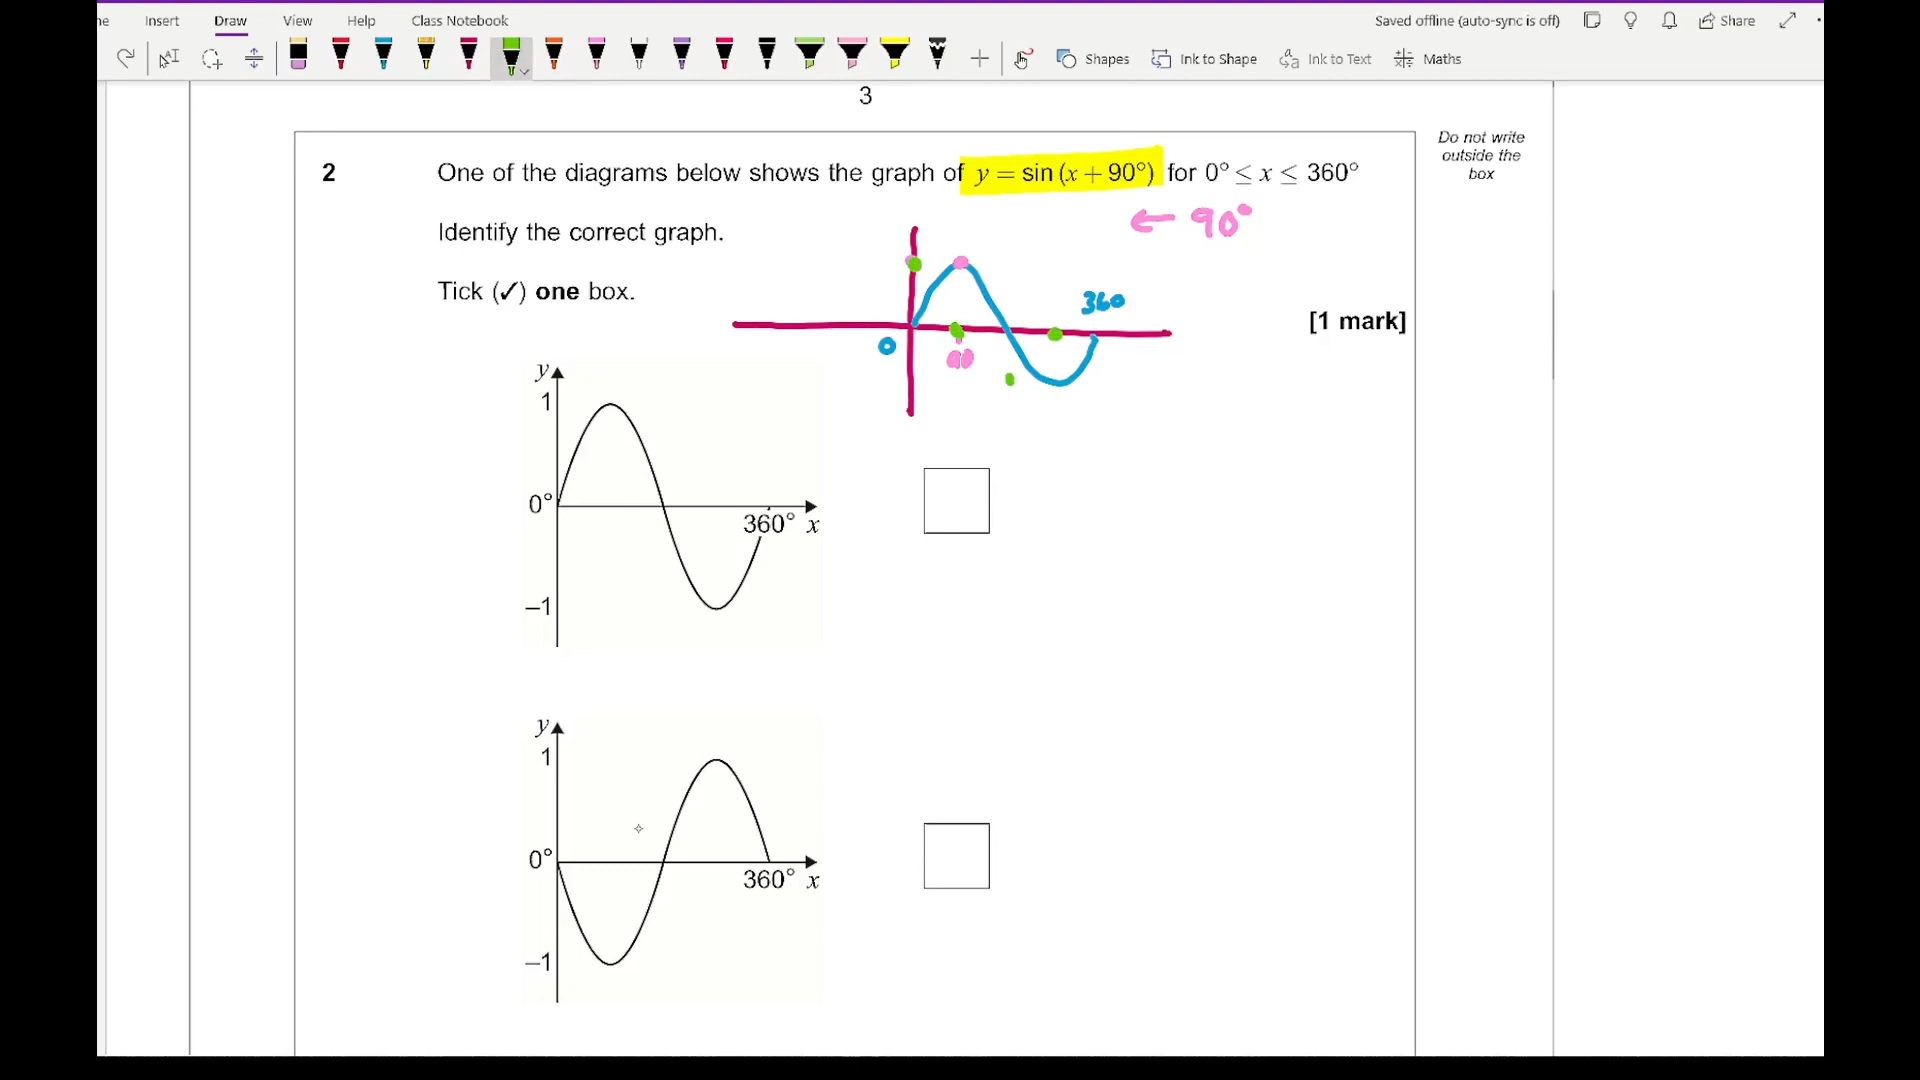 Insert Draw View Help Class Notebook Saved offline (auto-sync is off) Share
Shapes Ink to Shape Ink to Text Maths
3
Do not write
outside the
box
2 One of the diagrams below shows the graph of y = sin (x + 90°) for 0° ≤ x ≤ 360°
← 90°
Identify the correct graph.
Tick (✓) one box.
360
[1 mark]
0
90
y
1
0°
360° x
–1
y
1
0°
360° x
–1